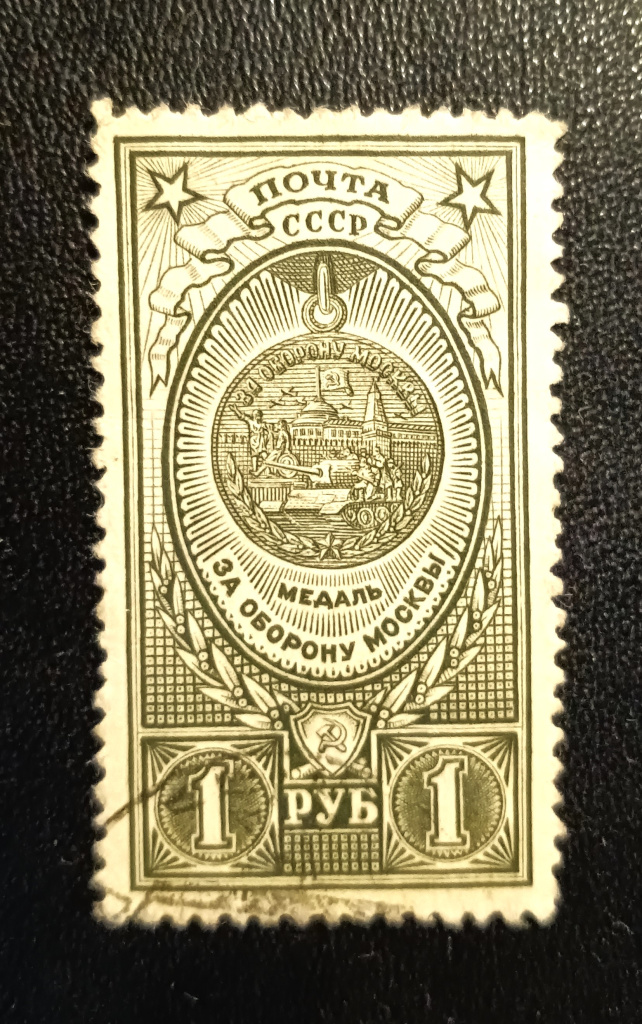 ПОЧТА
СССР
ЗА ОБОРОНУ МОСКВЫ
МЕДАЛЬ
ЗА ОБОРОНУ МОСКВЫ
1 РУБ 1